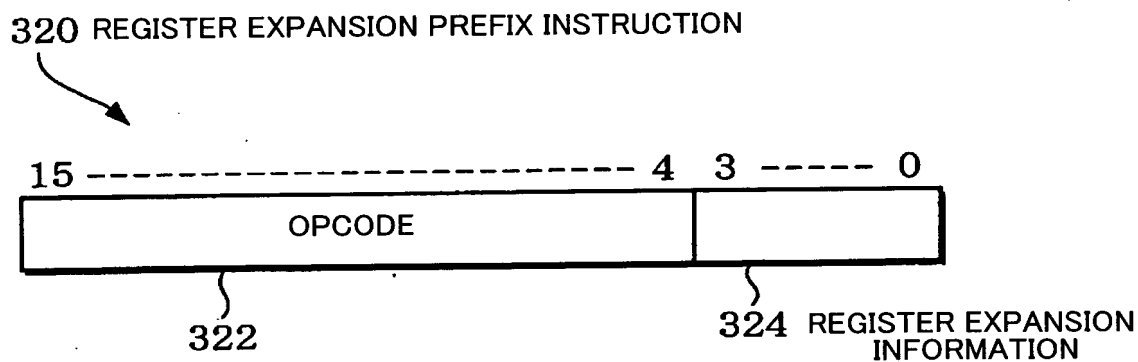 320 REGISTER EXPANSION PREFIX INSTRUCTION
15 ---------------------- 4 3 ----- 0
OPCODE
322
324 REGISTER EXPANSION
INFORMATION